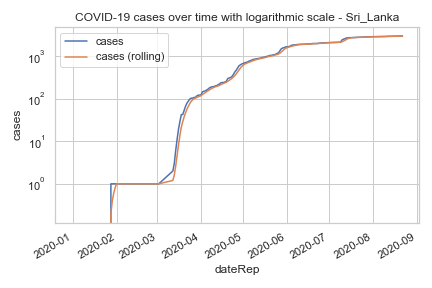 COVID-19 cases over time with logarithmic scale - Sri_Lanka
cases
cases (rolling)
10³
10²
10¹
10⁰
cases
2020-01
2020-02
2020-03
2020-04
2020-05
2020-06
2020-07
2020-08
2020-09
dateRep